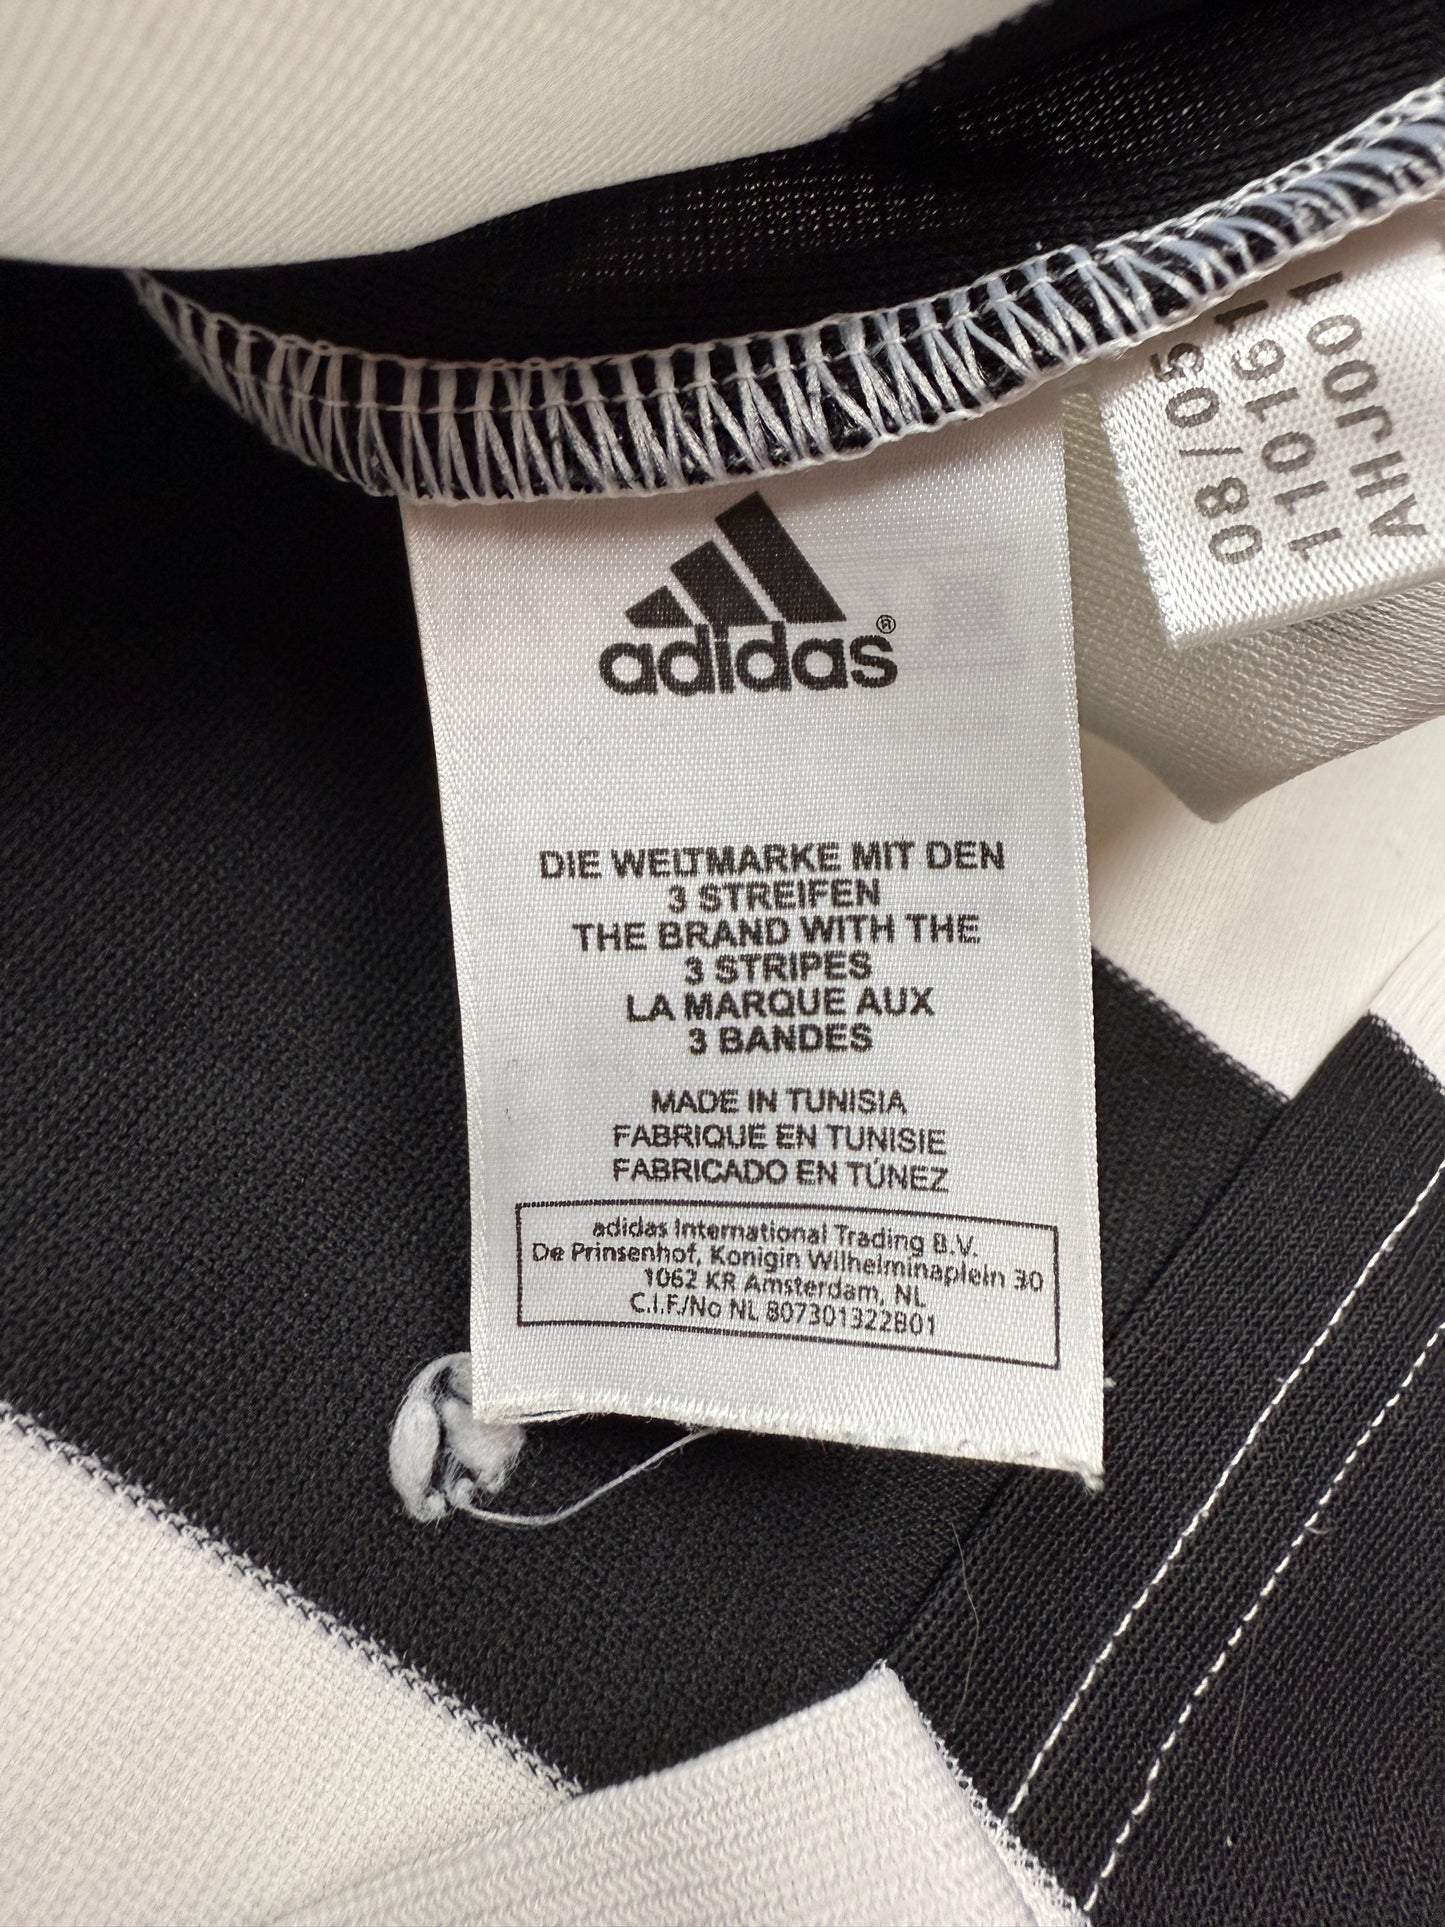 adidas®
DIE WELTMARKE MIT DEN
3 STREIFEN
THE BRAND WITH THE
3 STRIPES
LA MARQUE AUX
3 BANDES
MADE IN TUNISIA
FABRIQUE EN TUNISIE
FABRICADO EN TÚNEZ
adidas International Trading B.V.
De Prinsenhof, Konigin Wilhelminaplein 30
1062 KR Amsterdam, NL
C.I.F./No NL 807301322B01
08/05
110161
AHJ001